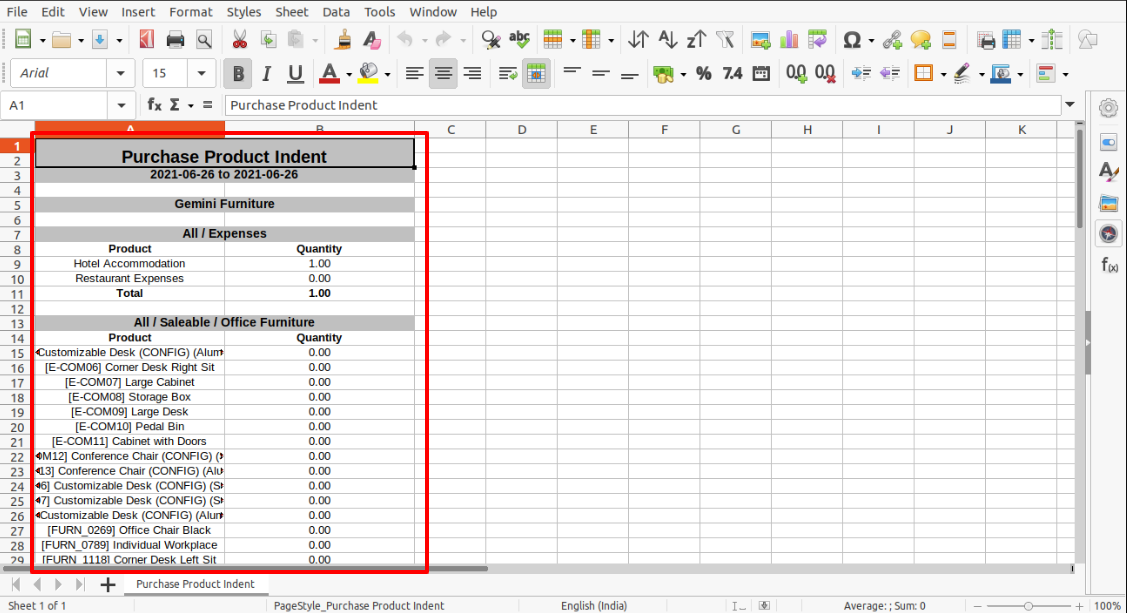 File Edit View Insert Format Styles Sheet Data Tools Window Help
Arial 15 B I U A % 7.4 0.0 0.0
A1 fx Σ = Purchase Product Indent
A B C D E F G H I J K
1
2 Purchase Product Indent
3 2021-06-26 to 2021-06-26
4
5 Gemini Furniture
6
7 All / Expenses
8 Product Quantity
9 Hotel Accommodation 1.00
10 Restaurant Expenses 0.00
11 Total 1.00
12
13 All / Saleable / Office Furniture
14 Product Quantity
15 Customizable Desk (CONFIG) (Alum 0.00
16 [E-COM06] Corner Desk Right Sit 0.00
17 [E-COM07] Large Cabinet 0.00
18 [E-COM08] Storage Box 0.00
19 [E-COM09] Large Desk 0.00
20 [E-COM10] Pedal Bin 0.00
21 [E-COM11] Cabinet with Doors 0.00
22 M12] Conference Chair (CONFIG) ( 0.00
23 13] Conference Chair (CONFIG) (Alu 0.00
24 6] Customizable Desk (CONFIG) (S 0.00
25 7] Customizable Desk (CONFIG) (S 0.00
26 Customizable Desk (CONFIG) (Alum 0.00
27 [FURN_0269] Office Chair Black 0.00
28 [FURN_0789] Individual Workplace 0.00
29 [FURN_1118] Corner Desk Left Sit 0.00
Purchase Product Indent
Sheet 1 of 1 PageStyle_Purchase Product Indent English (India) Average: ; Sum: 0 100%